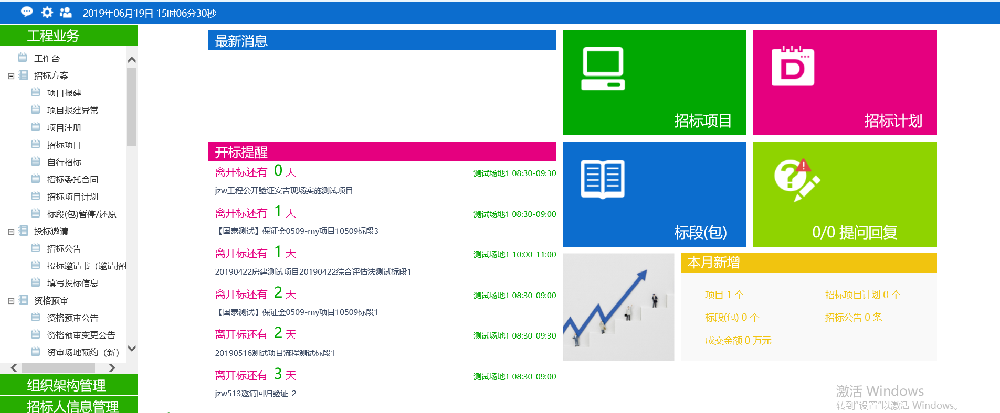 2019年06月19日 15时06分30秒
工程业务
工作台
招标方案
项目报建
项目报建异常
项目注册
招标项目
自行招标
招标委托合同
招标项目计划
标段(包)暂停/还原
投标邀请
招标公告
投标邀请书（邀请招
填写投标信息
资格预审
资格预审公告
资格预审变更公告
资审场地预约（新）
组织架构管理
招标人信息管理
最新消息
开标提醒
离开标还有 0 天 测试场地1 08:30-09:30
jzw工程公开验证安吉现场实施测试项目
离开标还有 1 天 测试场地1 08:30-09:00
【国泰测试】保证金0509-my项目10509标段3
离开标还有 1 天 测试场地1 10:00-11:00
20190422房建测试项目20190422综合评估法测试标段1
离开标还有 2 天 测试场地1 08:30-09:00
【国泰测试】保证金0509-my项目10509标段1
离开标还有 2 天 测试场地1 08:30-09:30
20190516测试项目流程测试标段1
离开标还有 3 天 测试场地1 08:30-09:00
jzw513邀请回归验证-2
招标项目
D
招标计划
标段(包)
0/0 提问回复
本月新增
项目 1 个 招标项目计划 0 个
标段(包) 0 个 招标公告 0 条
成交金额 0 万元
激活 Windows
转到"设置"以激活 Windows。